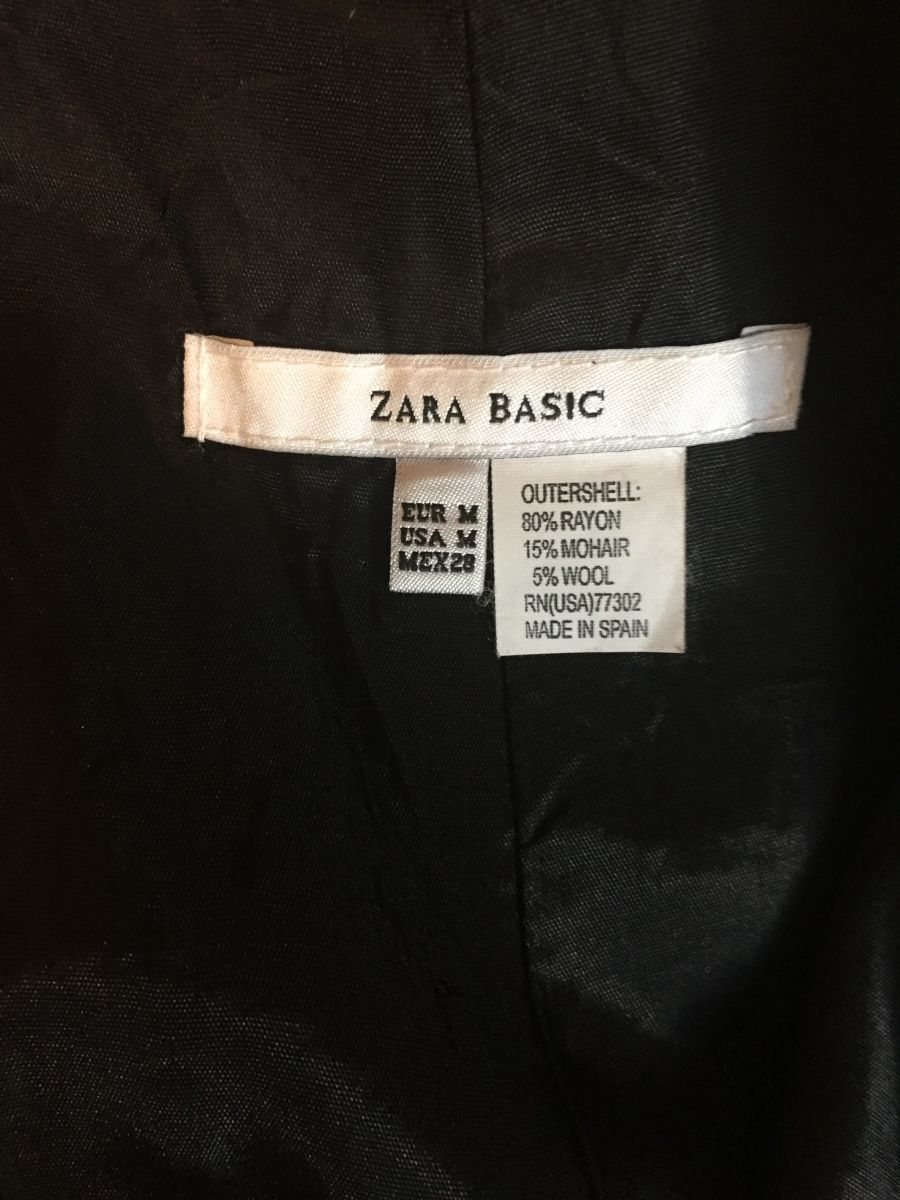 ZARA BASIC
EUR M
USA M
MEX28
OUTERSHELL:
80% RAYON
15% MOHAIR
5% WOOL
RN(USA)77302
MADE IN SPAIN